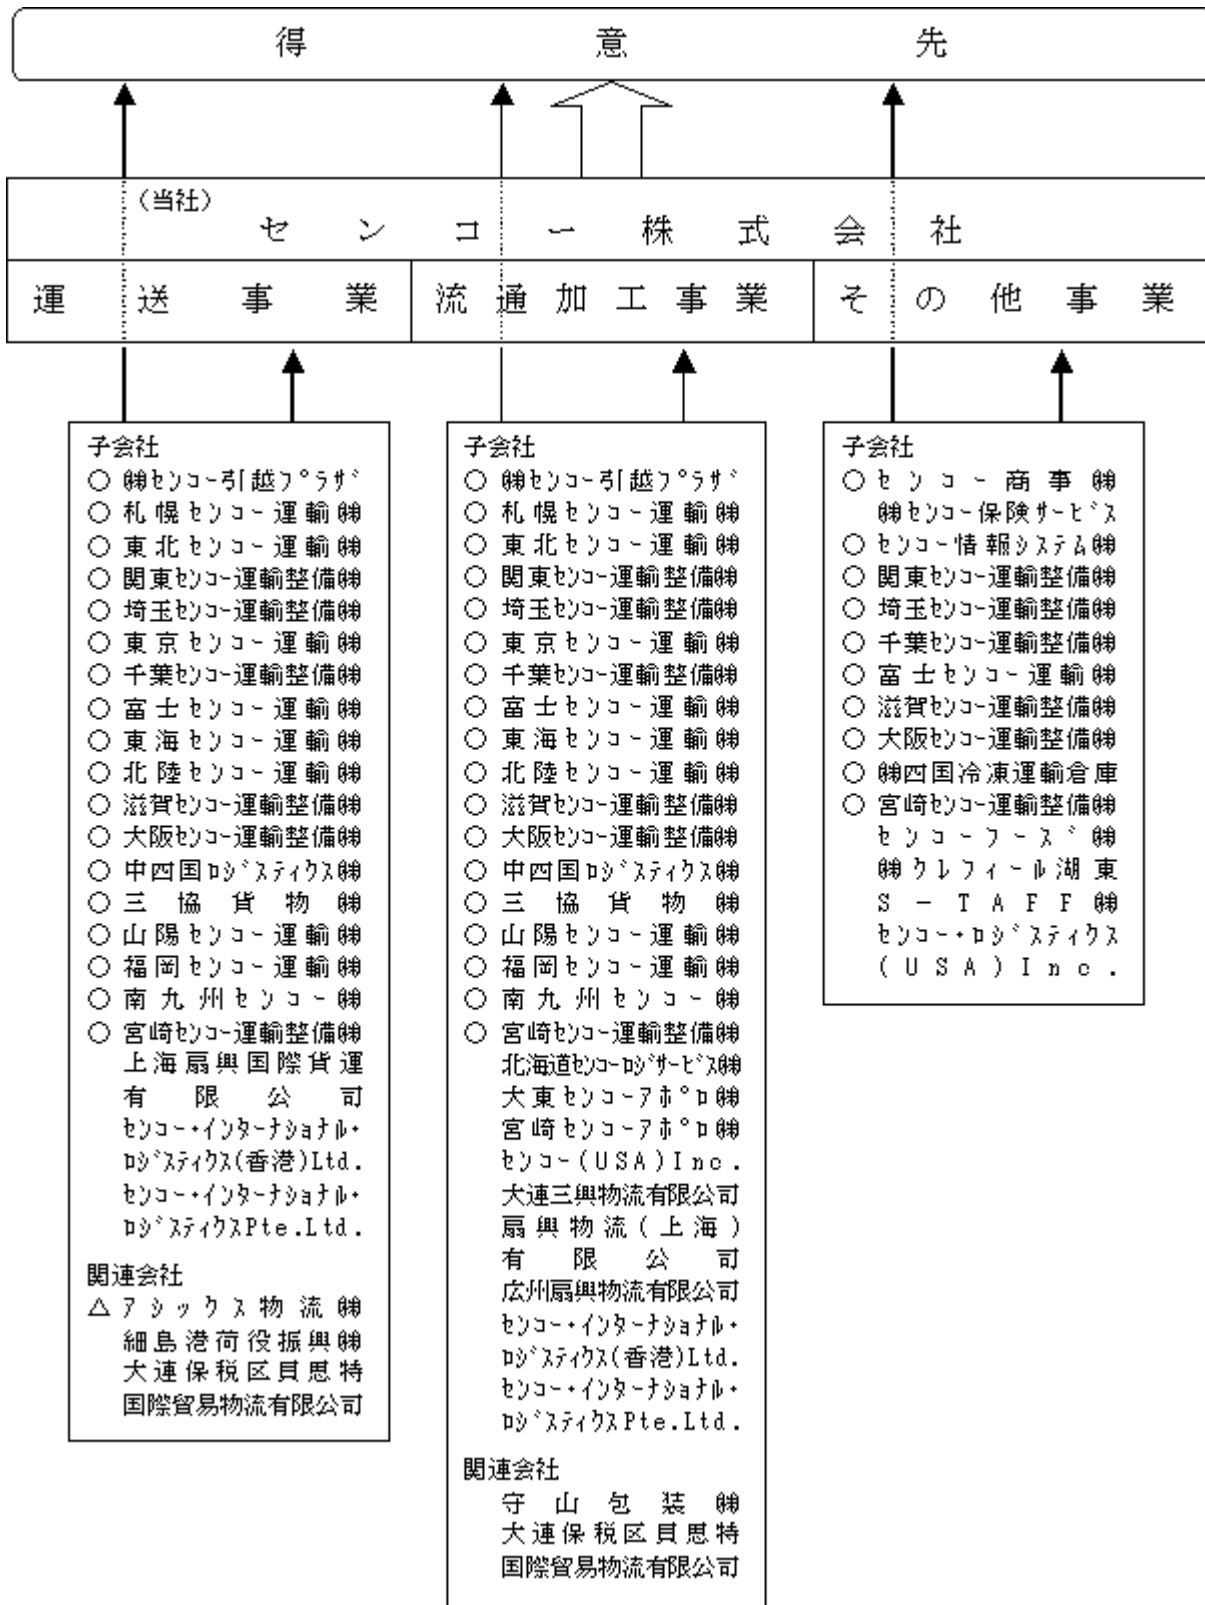 得意先
(当社)
センコー株式会社
運送事業
流通加工事業
その他事業
子会社
○ ㈱センコー引越プラザ
○ 札幌センコー運輸㈱
○ 東北センコー運輸㈱
○ 関東センコー運輸整備㈱
○ 埼玉センコー運輸整備㈱
○ 東京センコー運輸㈱
○ 千葉センコー運輸整備㈱
○ 富士センコー運輸㈱
○ 東海センコー運輸㈱
○ 北陸センコー運輸㈱
○ 滋賀センコー運輸整備㈱
○ 大阪センコー運輸整備㈱
○ 中四国ロジスティクス㈱
○ 三協貨物㈱
○ 山陽センコー運輸㈱
○ 福岡センコー運輸㈱
○ 南九州センコー㈱
○ 宮崎センコー運輸整備㈱
上海扇興国際貨運
有限公司
センコー・インターナショナル・
ロジスティクス(香港)Ltd.
センコー・インターナショナル・
ロジスティクスPte.Ltd.
関連会社
△ アシックス物流㈱
細島港荷役振興㈱
大連保税区貝思特
国際貿易物流有限公司
子会社
○ ㈱センコー引越プラザ
○ 札幌センコー運輸㈱
○ 東北センコー運輸㈱
○ 関東センコー運輸整備㈱
○ 埼玉センコー運輸整備㈱
○ 東京センコー運輸㈱
○ 千葉センコー運輸整備㈱
○ 富士センコー運輸㈱
○ 東海センコー運輸㈱
○ 北陸センコー運輸㈱
○ 滋賀センコー運輸整備㈱
○ 大阪センコー運輸整備㈱
○ 中四国ロジスティクス㈱
○ 三協貨物㈱
○ 山陽センコー運輸㈱
○ 福岡センコー運輸㈱
○ 南九州センコー㈱
○ 宮崎センコー運輸整備㈱
北海道センコーロジサービス㈱
大東センコーアポロ㈱
宮崎センコーアポロ㈱
センコー(USA)Inc.
大連三興物流有限公司
扇興物流(上海)
有限公司
広州扇興物流有限公司
センコー・インターナショナル・
ロジスティクス(香港)Ltd.
センコー・インターナショナル・
ロジスティクスPte.Ltd.
関連会社
守山包装㈱
大連保税区貝思特
国際貿易物流有限公司
子会社
○ センコー商事㈱
㈱センコー保険サービス
○ センコー情報システム㈱
○ 関東センコー運輸整備㈱
○ 埼玉センコー運輸整備㈱
○ 千葉センコー運輸整備㈱
○ 富士センコー運輸㈱
○ 滋賀センコー運輸整備㈱
○ 大阪センコー運輸整備㈱
○ ㈱四国冷凍運輸倉庫
○ 宮崎センコー運輸整備㈱
センコーフーズ㈱
㈱クレフィール湖東
S－TAFF㈱
センコー・ロジスティクス
(USA)Inc.